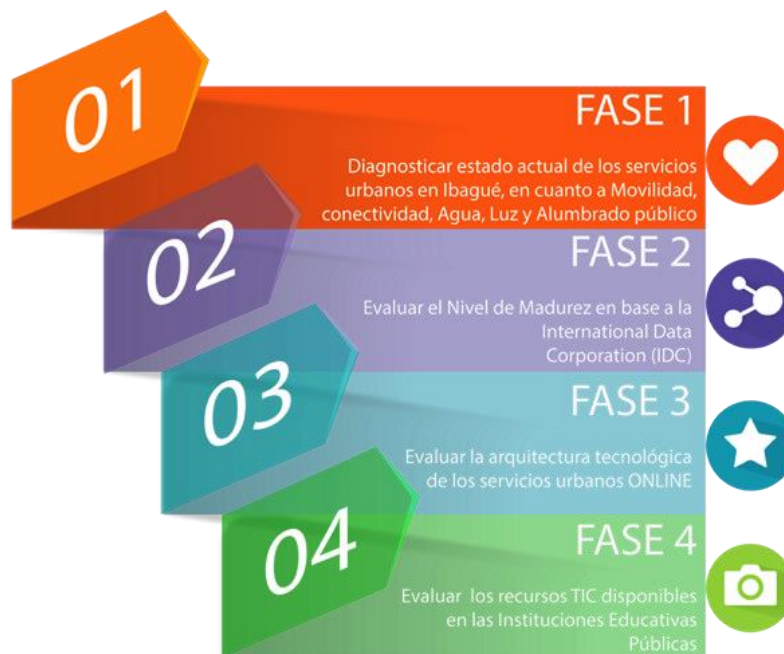 01
FASE 1
Diagnosticar estado actual de los servicios
urbanos en Ibagué, en cuanto a Movilidad,
conectividad, Agua, Luz y Alumbrado público
02
FASE 2
Evaluar el Nivel de Madurez en base a la
International Data
Corporation (IDC)
03
FASE 3
Evaluar la arquitectura tecnológica
de los servicios urbanos ONLINE
04
FASE 4
Evaluar los recursos TIC disponibles
en las Instituciones Educativas
Públicas